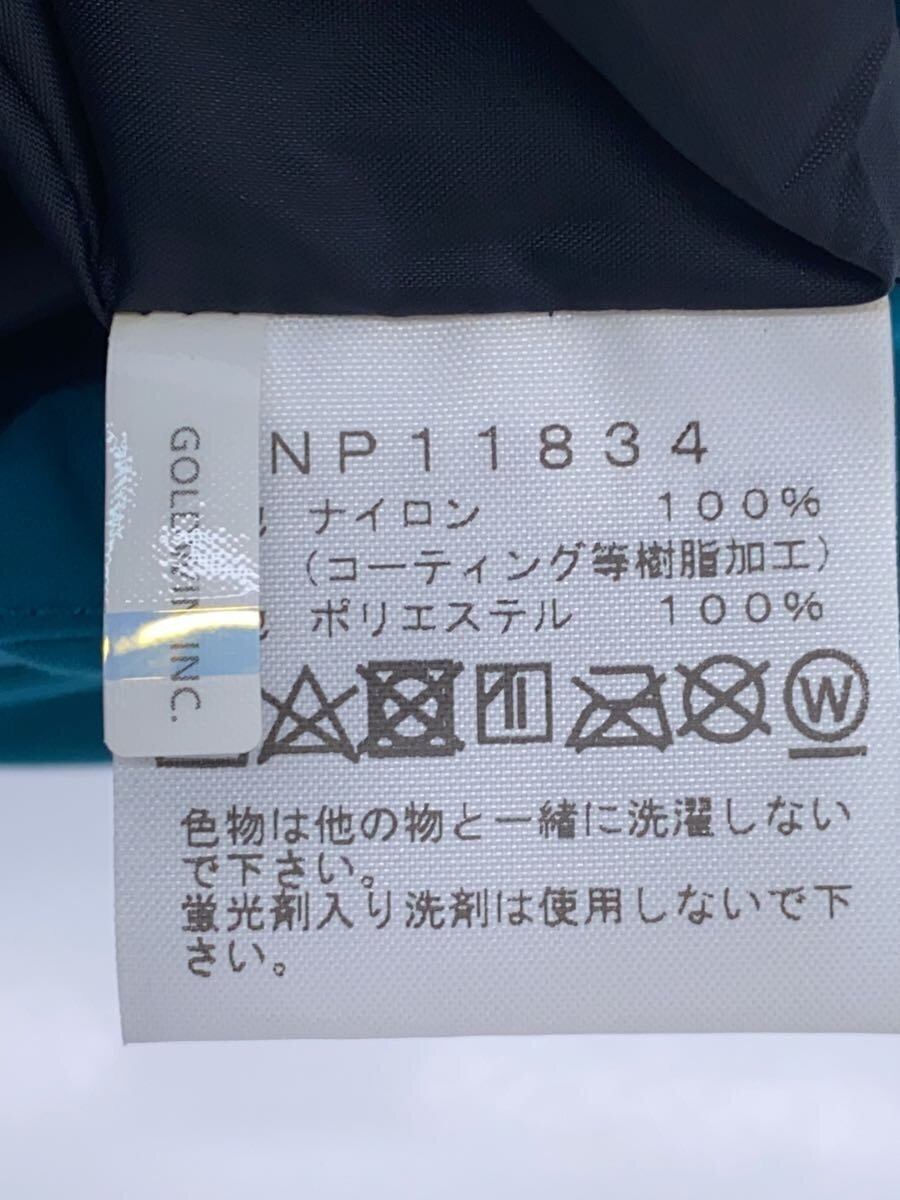 NP11834
ナイロン 100%
(コーティング等樹脂加工)
ポリエステル 100%
W
色物は他の物と一緒に洗濯しない
で下さい。
蛍光剤入り洗剤は使用しないで下
さい。
INC.